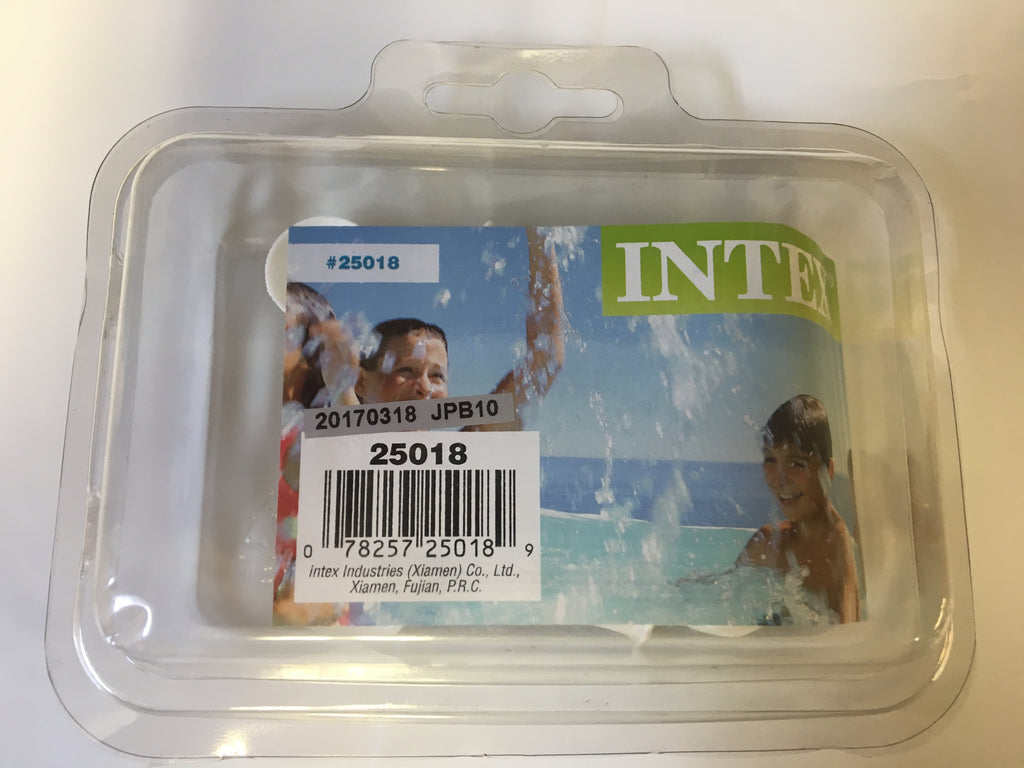 #25018
INTEX
20170318 JPB10
25018
0 78257 25018 9
Intex Industries (Xiamen) Co., Ltd.,
Xiamen, Fujian, P.R.C.